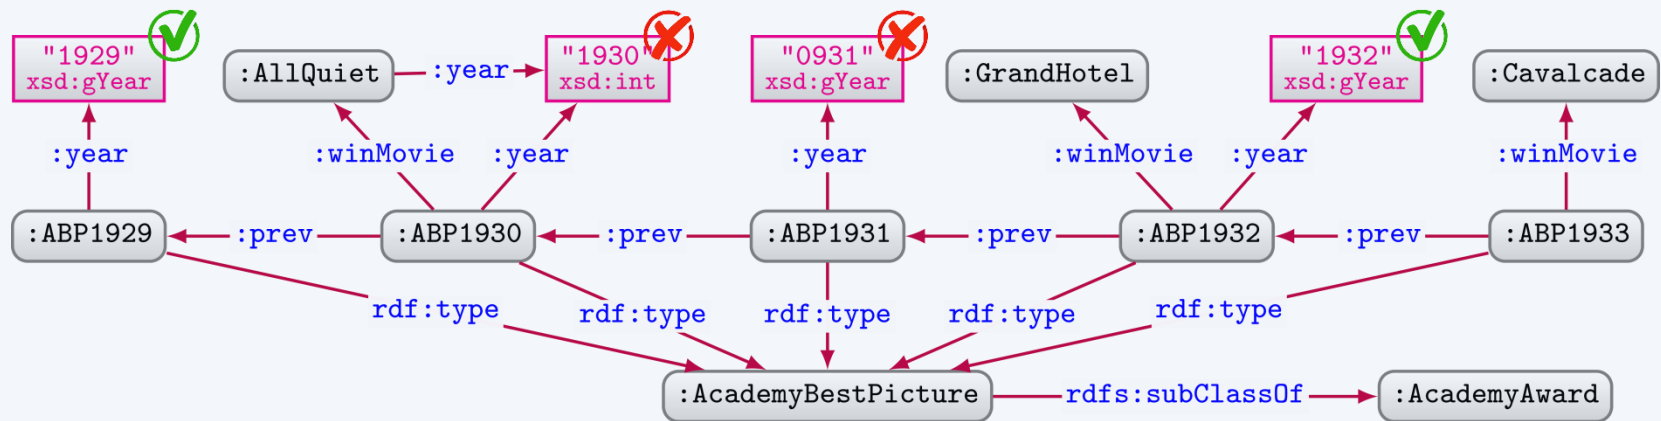 "1929"
xsd:gYear
:AllQuiet
:year
"1930"
xsd:int
"0931"
xsd:gYear
:GrandHotel
"1932"
xsd:gYear
:Cavalcade
:year
:winMovie
:year
:year
:winMovie
:year
:winMovie
:ABP1929
:prev
:ABP1930
:prev
:ABP1931
:prev
:ABP1932
:prev
:ABP1933
rdf:type
rdf:type
rdf:type
rdf:type
rdf:type
:AcademyBestPicture
rdfs:subClassOf
:AcademyAward